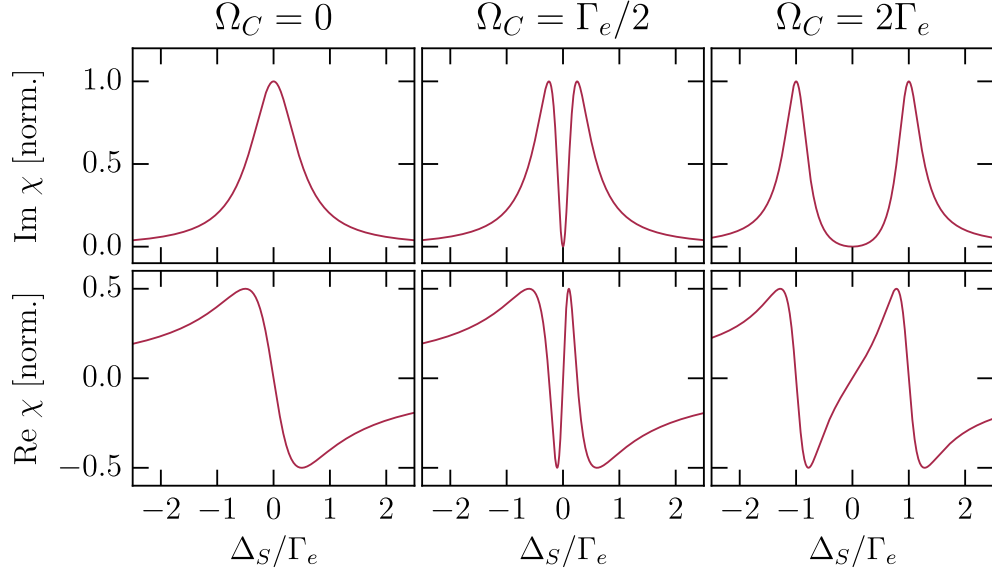 Ω_C = 0
Ω_C = Γ_e/2
Ω_C = 2Γ_e
Im χ [norm.]
1.0
0.5
0.0
Re χ [norm.]
0.5
0.0
−0.5
−2 −1 0 1 2
−2 −1 0 1 2
−2 −1 0 1 2
Δ_S/Γ_e
Δ_S/Γ_e
Δ_S/Γ_e